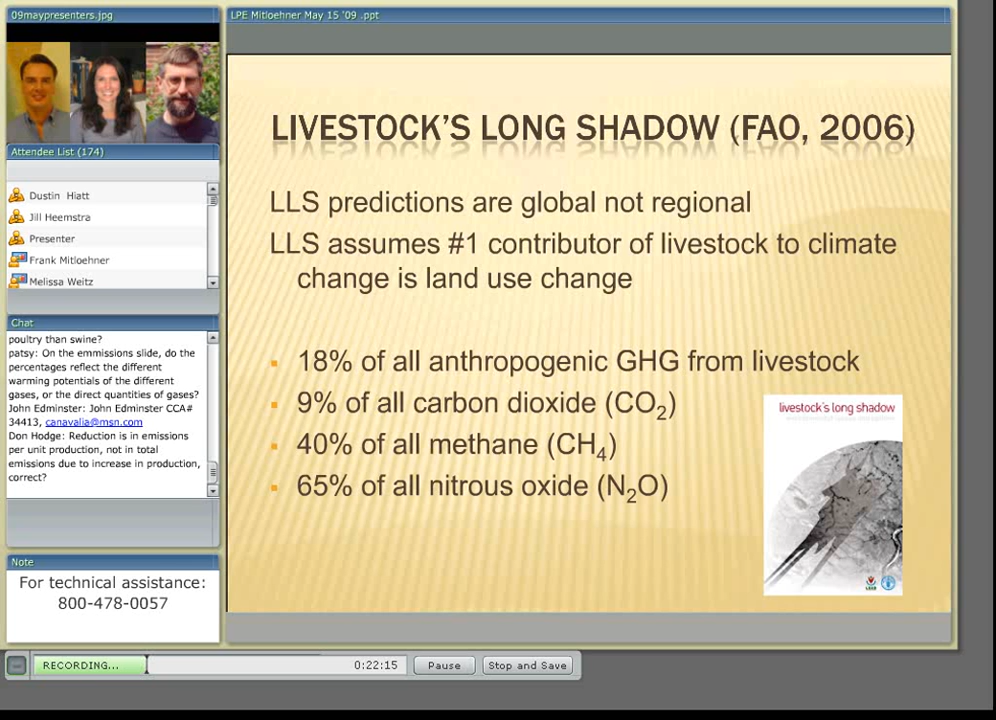 09maypresenters.jpg
LPE Mitloehner May 15 '09 .ppt
Attendee List (174)
Dustin Hiatt
Jill Heemstra
Presenter
Frank Mitloehner
Melissa Weitz
Chat
poultry than swine?
patsy: On the emmissions slide, do the
percentages reflect the different
warming potentials of the different
gases, or the direct quantities of gases?
John Edminster: John Edminster CCA#
34413, canavalia@msn.com
Don Hodge: Reduction is in emissions
per unit production, not in total
emissions due to increase in production,
correct?
Note
For technical assistance:
800-478-0057
LIVESTOCK'S LONG SHADOW (FAO, 2006)
LLS predictions are global not regional
LLS assumes #1 contributor of livestock to climate
change is land use change
18% of all anthropogenic GHG from livestock
9% of all carbon dioxide (CO₂)
40% of all methane (CH₄)
65% of all nitrous oxide (N₂O)
livestock's long shadow
RECORDING...
0:22:15
Pause
Stop and Save